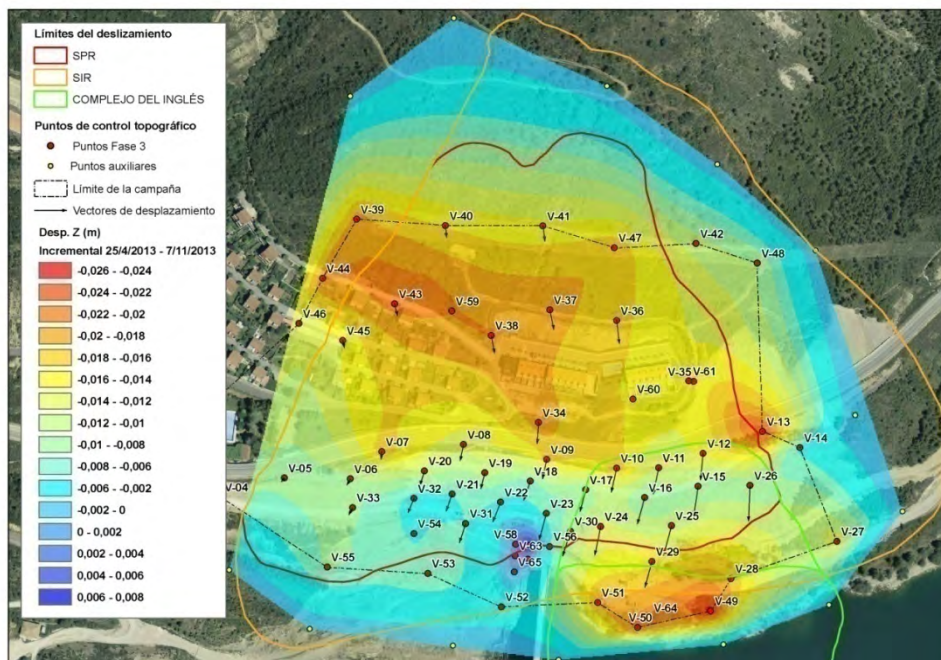 Límites del deslizamiento
SPR
SIR
COMPLEJO DEL INGLÉS
Puntos de control topográfico
Puntos Fase 3
Puntos auxiliares
Límite de la campaña
Vectores de desplazamiento
Desp. Z (m)
Incremental 25/4/2013 - 7/11/2013
-0,026 - -0,024
-0,024 - -0,022
-0,022 - -0,02
-0,02 - -0,018
-0,018 - -0,016
-0,016 - -0,014
-0,014 - -0,012
-0,012 - -0,01
-0,01 - -0,008
-0,008 - -0,006
-0,006 - -0,002
-0,002 - 0
0 - 0,002
0,002 - 0,004
0,004 - 0,006
0,006 - 0,008
V-39
V-40
V-41
V-47
V-42
V-48
V-44
V-43
V-59
V-37
V-36
V-46
V-45
V-38
V-35
V-61
V-60
V-34
V-13
V-14
V-07
V-08
V-09
V-10
V-11
V-12
V-04
V-05
V-06
V-20
V-19
V-18
V-17
V-16
V-15
V-26
V-33
V-32
V-21
V-22
V-23
V-54
V-31
V-30
V-24
V-25
V-27
V-58
V-63
V-56
V-65
V-29
V-55
V-53
V-28
V-52
V-51
V-64
V-49
V-50